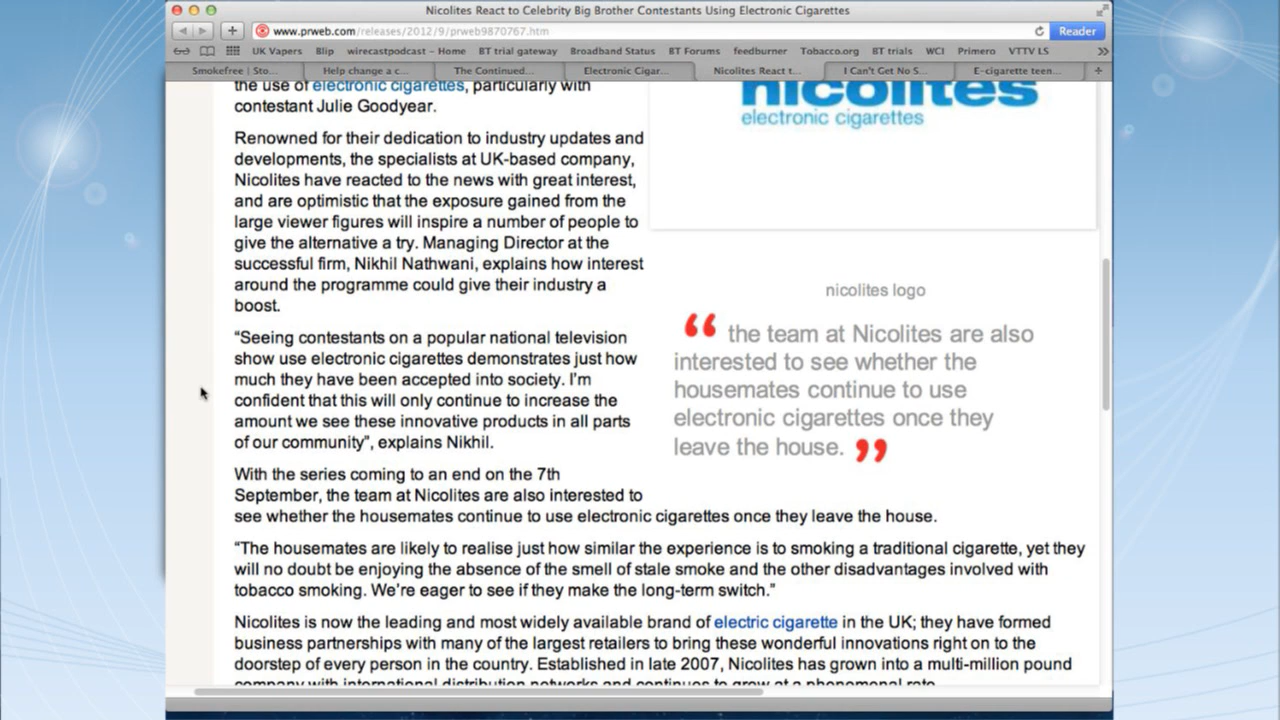 Nicolites React to Celebrity Big Brother Contestants Using Electronic Cigarettes
www.prweb.com/releases/2012/9/prweb9870767.htm
Reader
UK Vapers Blip wirecastpodcast - Home BT trial gateway Broadband Status BT Forums feedburner Tobacco.org BT trials WCI Primero VTTV LS
Smokefree | Sto... Help change a c... The Continued... Electronic Cigar... Nicolites React t... I Can't Get No S... E-cigarette teen...
the use of electronic cigarettes, particularly with
contestant Julie Goodyear.
Renowned for their dedication to industry updates and
developments, the specialists at UK-based company,
Nicolites have reacted to the news with great interest,
and are optimistic that the exposure gained from the
large viewer figures will inspire a number of people to
give the alternative a try. Managing Director at the
successful firm, Nikhil Nathwani, explains how interest
around the programme could give their industry a
boost.
“Seeing contestants on a popular national television
show use electronic cigarettes demonstrates just how
much they have been accepted into society. I’m
confident that this will only continue to increase the
amount we see these innovative products in all parts
of our community”, explains Nikhil.
With the series coming to an end on the 7th
September, the team at Nicolites are also interested to
see whether the housemates continue to use electronic cigarettes once they leave the house.
“The housemates are likely to realise just how similar the experience is to smoking a traditional cigarette, yet they
will no doubt be enjoying the absence of the smell of stale smoke and the other disadvantages involved with
tobacco smoking. We’re eager to see if they make the long-term switch.”
Nicolites is now the leading and most widely available brand of electric cigarette in the UK; they have formed
business partnerships with many of the largest retailers to bring these wonderful innovations right on to the
doorstep of every person in the country. Established in late 2007, Nicolites has grown into a multi-million pound
company with international distribution networks and continues to grow at a phenomenal rate.
nicolites
electronic cigarettes
nicolites logo
“ the team at Nicolites are also
interested to see whether the
housemates continue to use
electronic cigarettes once they
leave the house. ”